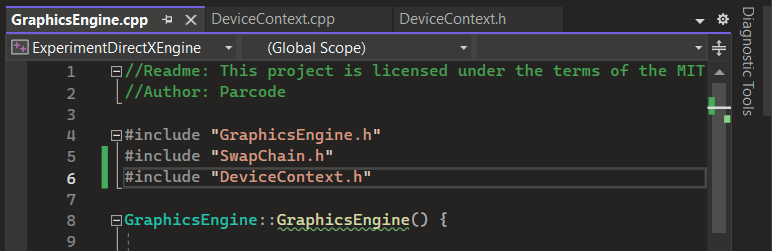 GraphicsEngine.cpp DeviceContext.cpp DeviceContext.h
ExperimentDirectXEngine (Global Scope)
1 //Readme: This project is licensed under the terms of the MIT
2 //Author: Parcode
3
4 #include "GraphicsEngine.h"
5 #include "SwapChain.h"
6 #include "DeviceContext.h"
7
8 GraphicsEngine::GraphicsEngine() {
9
Diagnostic Tools